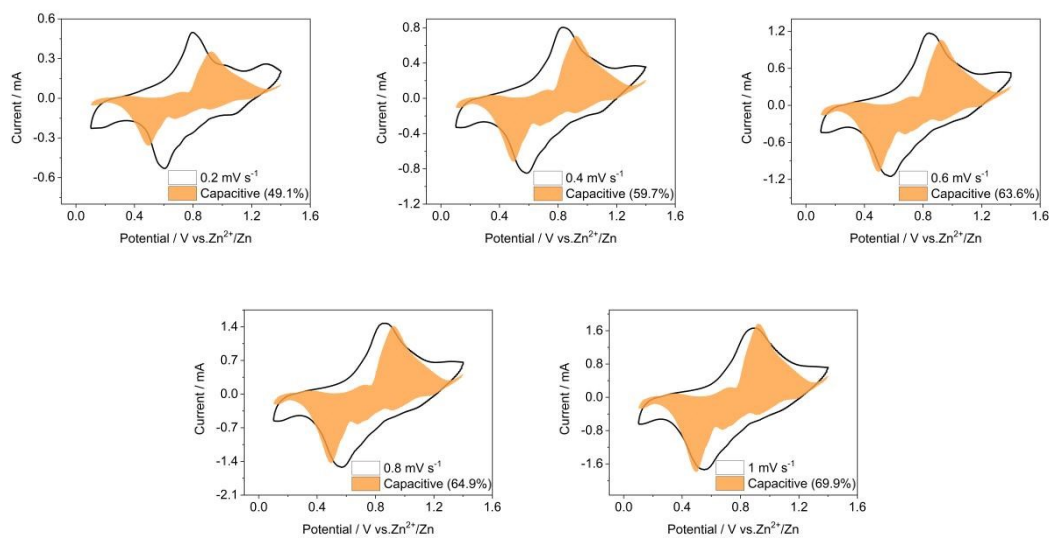 0.6
0.3
0.0
-0.3
-0.6
Current / mA
0.2 mV s⁻¹
Capacitive (49.1%)
0.0 0.4 0.8 1.2 1.6
Potential / V vs.Zn²⁺/Zn
0.8
0.4
0.0
-0.4
-0.8
-1.2
Current / mA
0.4 mV s⁻¹
Capacitive (59.7%)
0.0 0.4 0.8 1.2 1.6
Potential / V vs.Zn²⁺/Zn
1.2
0.6
0.0
-0.6
-1.2
Current / mA
0.6 mV s⁻¹
Capacitive (63.6%)
0.0 0.4 0.8 1.2 1.6
Potential / V vs.Zn²⁺/Zn
1.4
0.7
0.0
-0.7
-1.4
-2.1
Current / mA
0.8 mV s⁻¹
Capacitive (64.9%)
0.0 0.4 0.8 1.2 1.6
Potential / V vs.Zn²⁺/Zn
1.6
0.8
0.0
-0.8
-1.6
Current / mA
1 mV s⁻¹
Capacitive (69.9%)
0.0 0.4 0.8 1.2 1.6
Potential / V vs.Zn²⁺/Zn